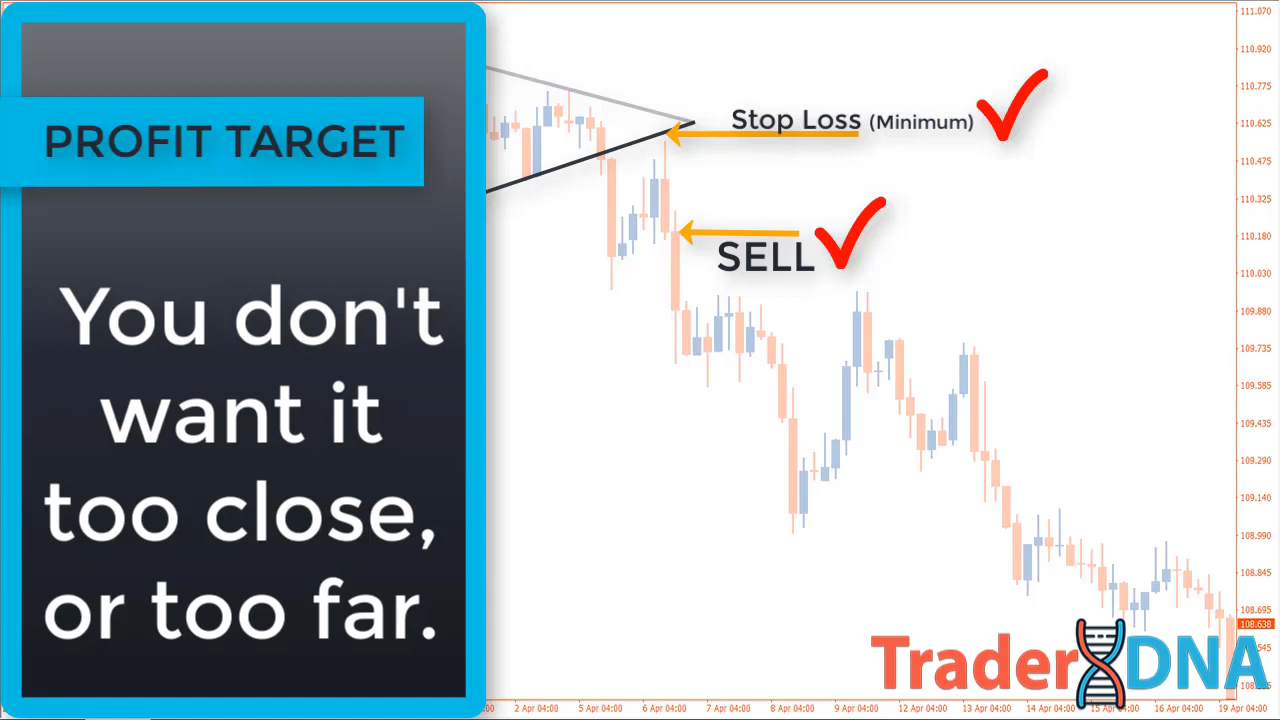 PROFIT TARGET
You don't
want it
too close,
or too far.
Stop Loss (Minimum)
SELL
111.070
110.920
110.775
110.625
110.475
110.325
110.180
110.030
109.880
109.735
109.585
109.435
109.290
109.140
108.990
108.845
108.695
108.638
Trader DNA
2 Apr 04:00
5 Apr 04:00
6 Apr 04:00
7 Apr 04:00
8 Apr 04:00
9 Apr 04:00
12 Apr 04:00
13 Apr 04:00
14 Apr 04:00
15 Apr 04:00
16 Apr 04:00
19 Apr 04:00